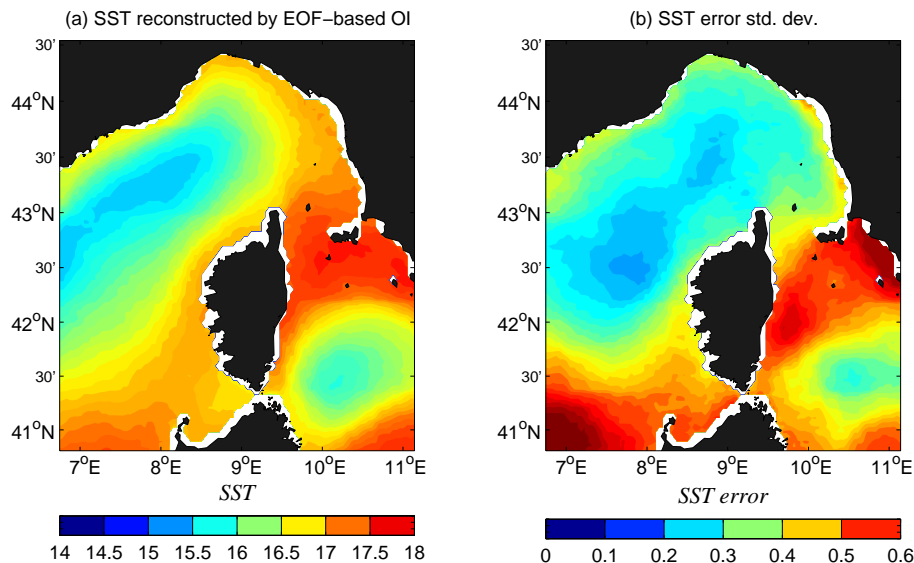 (a) SST reconstructed by EOF−based OI
30'
44°N
30'
43°N
30'
42°N
30'
41°N
7°E
8°E
9°E
10°E
11°E
SST
14
14.5
15
15.5
16
16.5
17
17.5
18
(b) SST error std. dev.
30'
44°N
30'
43°N
30'
42°N
30'
41°N
7°E
8°E
9°E
10°E
11°E
SST error
0
0.1
0.2
0.3
0.4
0.5
0.6